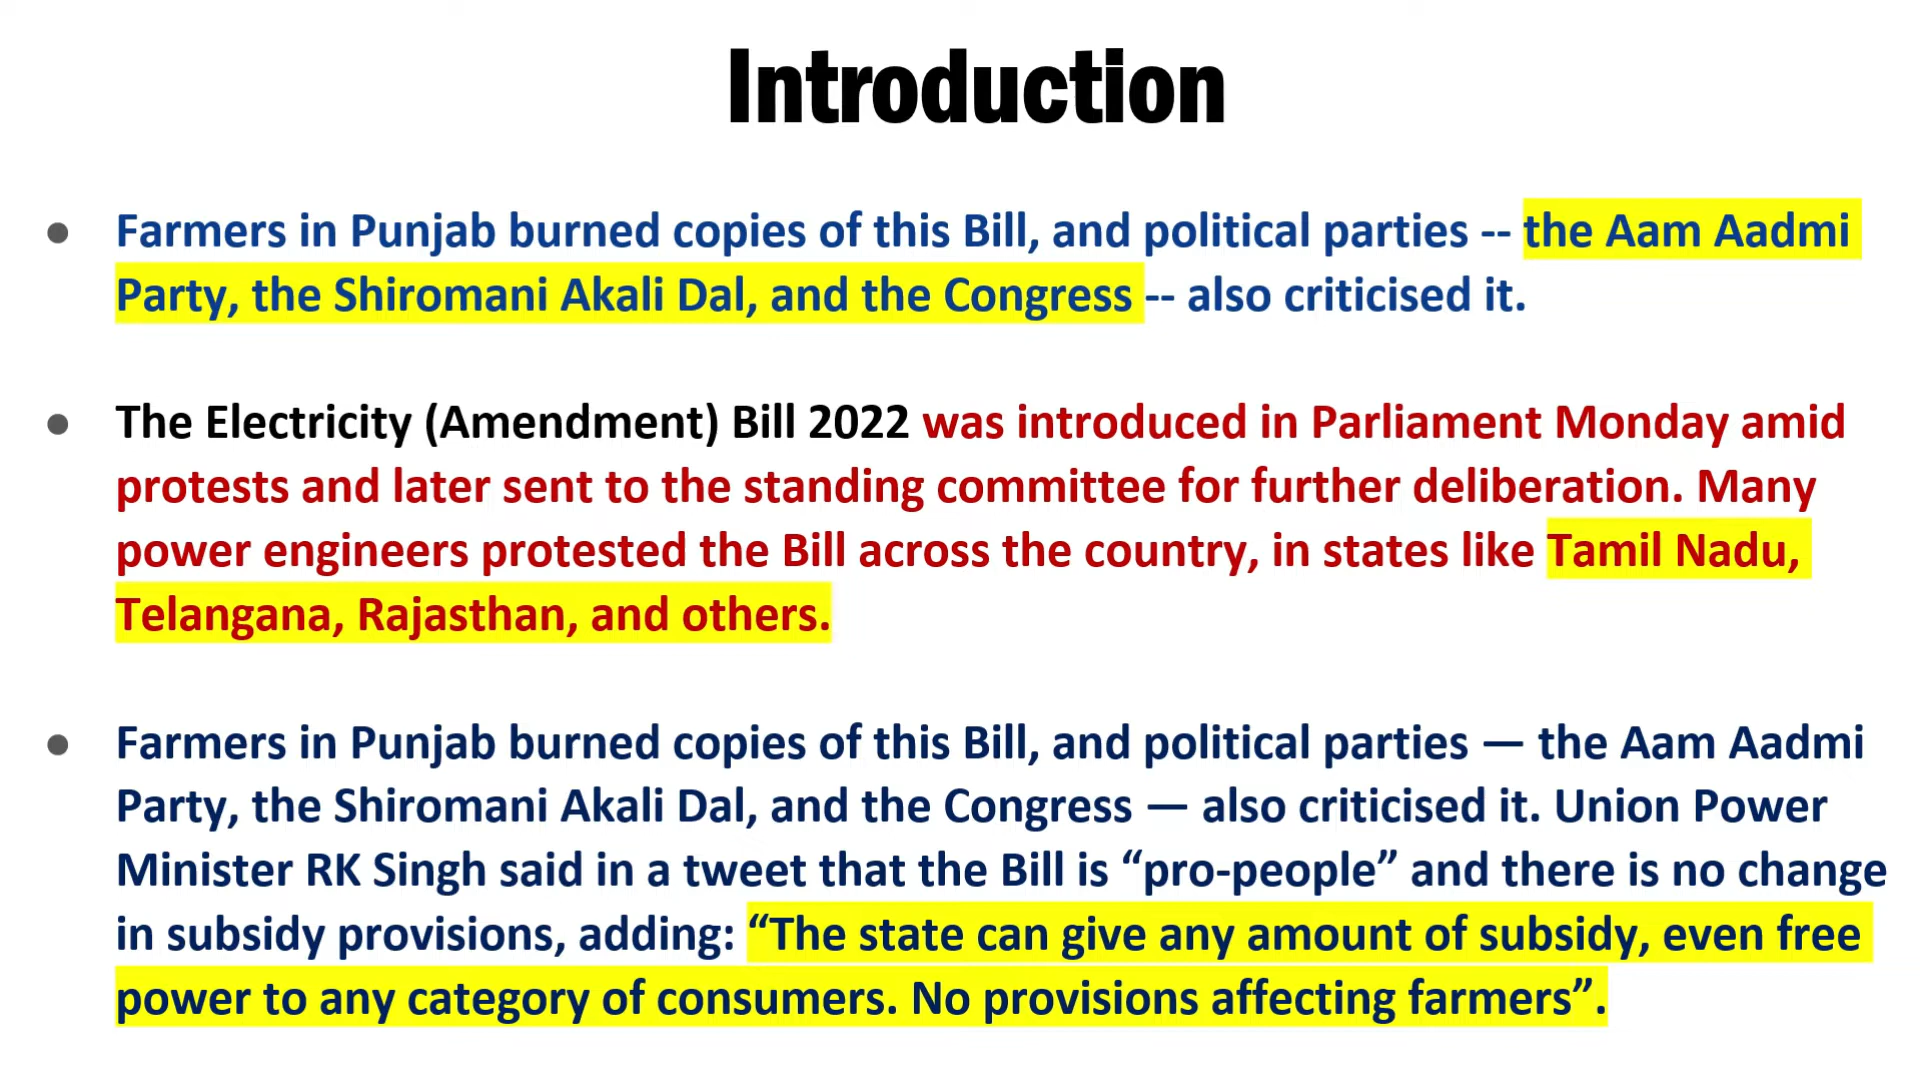 Introduction
● Farmers in Punjab burned copies of this Bill, and political parties -- the Aam Aadmi
Party, the Shiromani Akali Dal, and the Congress -- also criticised it.
● The Electricity (Amendment) Bill 2022 was introduced in Parliament Monday amid
protests and later sent to the standing committee for further deliberation. Many
power engineers protested the Bill across the country, in states like Tamil Nadu,
Telangana, Rajasthan, and others.
● Farmers in Punjab burned copies of this Bill, and political parties — the Aam Aadmi
Party, the Shiromani Akali Dal, and the Congress — also criticised it. Union Power
Minister RK Singh said in a tweet that the Bill is “pro-people” and there is no change
in subsidy provisions, adding: “The state can give any amount of subsidy, even free
power to any category of consumers. No provisions affecting farmers”.